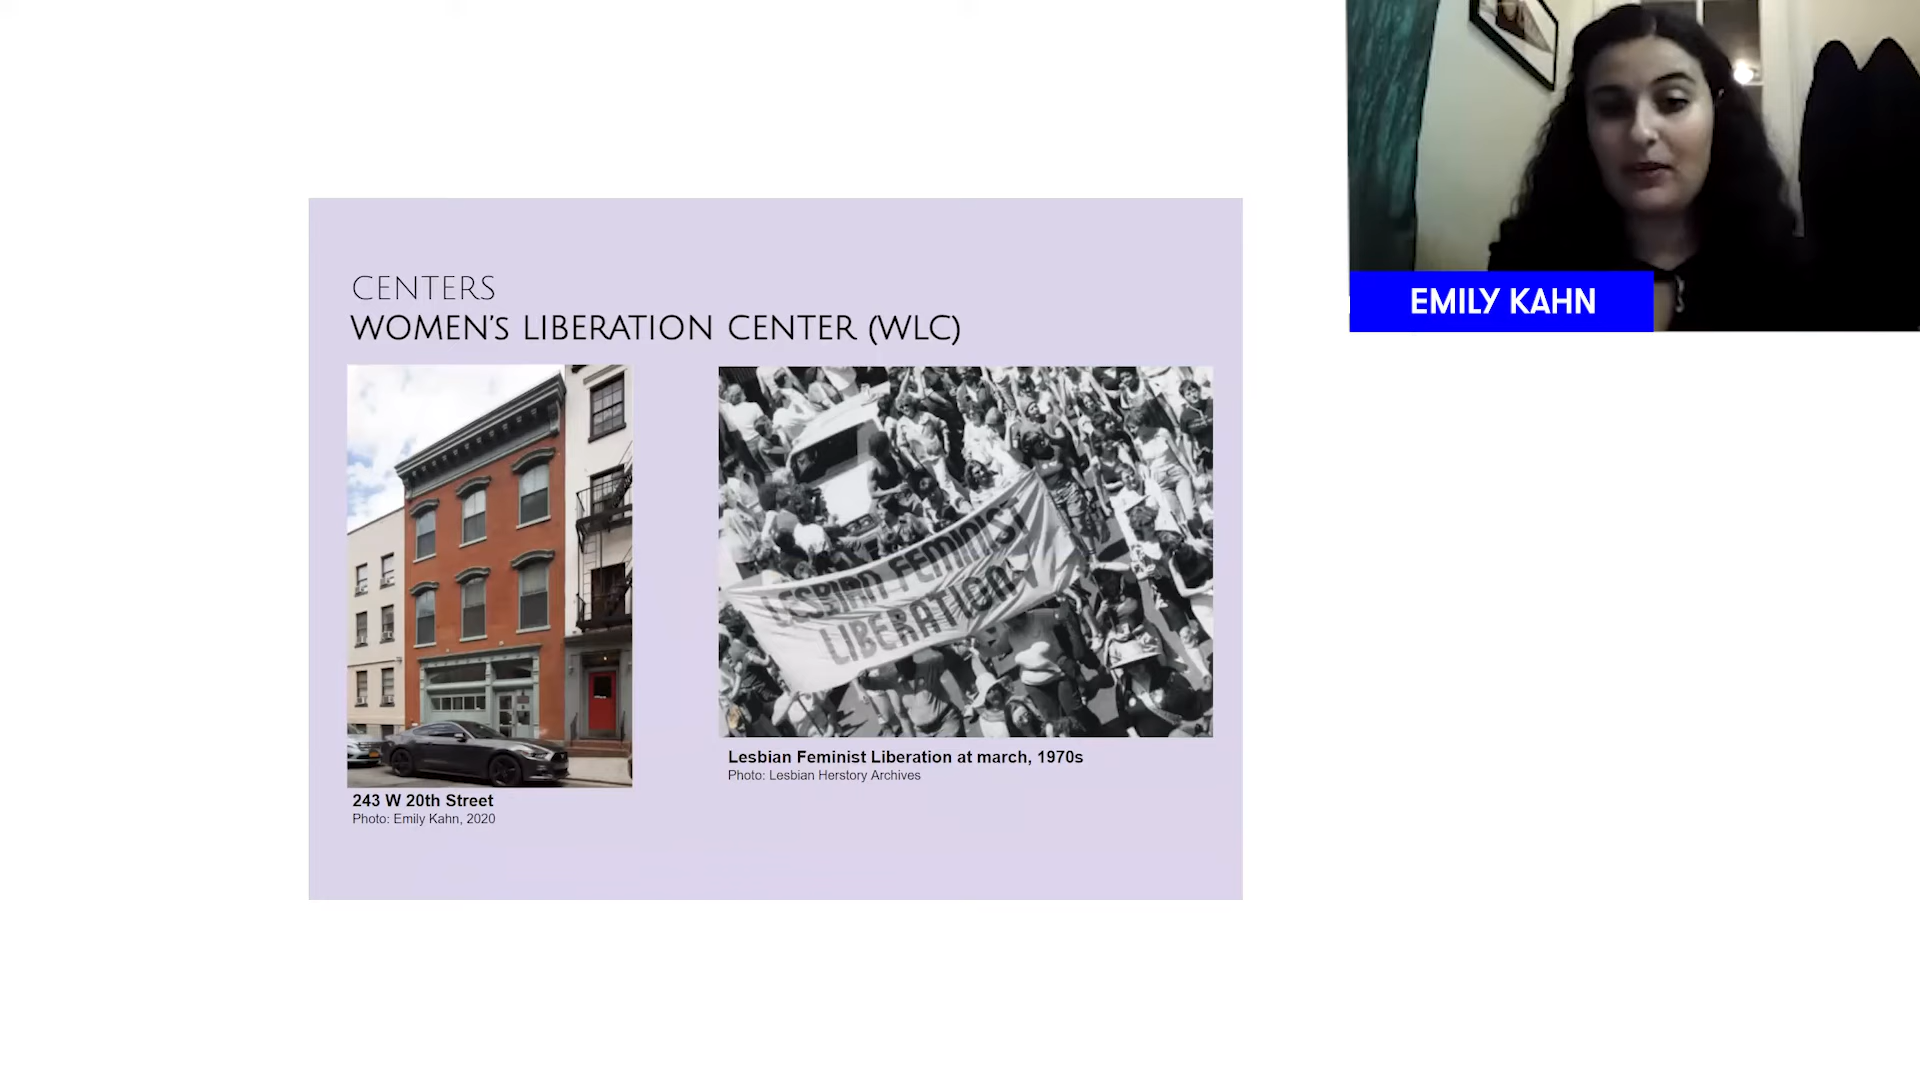 CENTERS
WOMEN's LIBERATION CENTER (WLC)
LESBIAN FEMINIST
LIBERATION
243 W 20th Street
Photo: Emily Kahn, 2020
Lesbian Feminist Liberation at march, 1970s
Photo: Lesbian Herstory Archives
EMILY KAHN